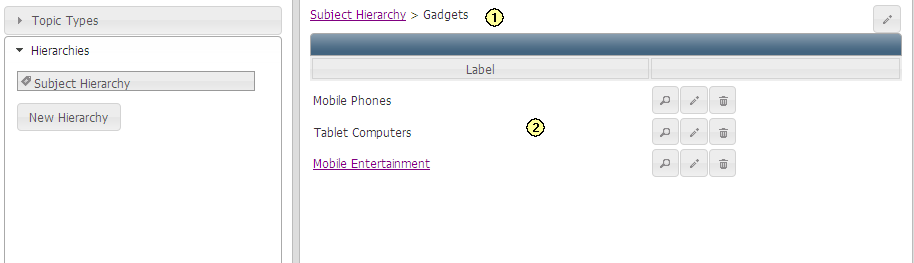 Topic Types
Hierarchies
Subject Hierarchy
New Hierarchy
Subject Hierarchy > Gadgets 1
Label
Mobile Phones
Tablet Computers 2
Mobile Entertainment